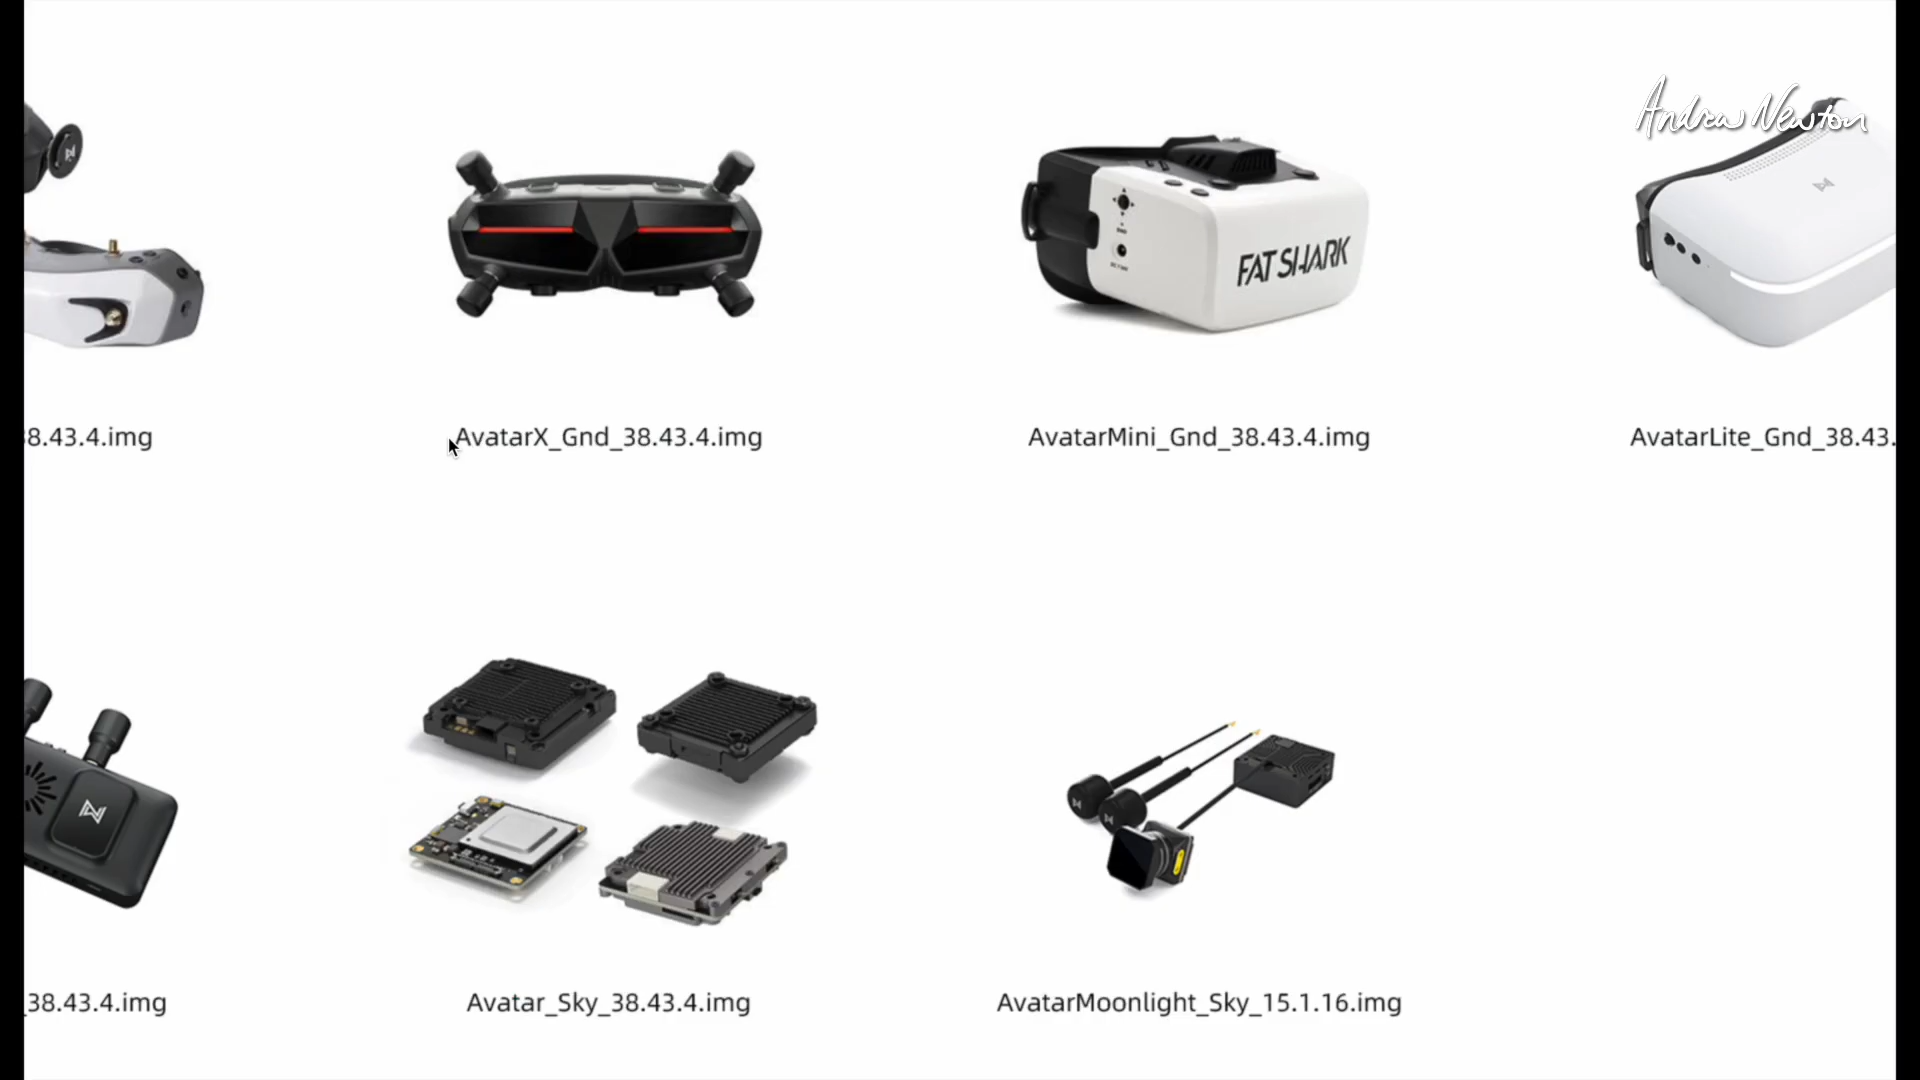 Andrew Newton
FAT SHARK
8.43.4.img
AvatarX_Gnd_38.43.4.img
AvatarMini_Gnd_38.43.4.img
AvatarLite_Gnd_38.43.
_38.43.4.img
Avatar_Sky_38.43.4.img
AvatarMoonlight_Sky_15.1.16.img